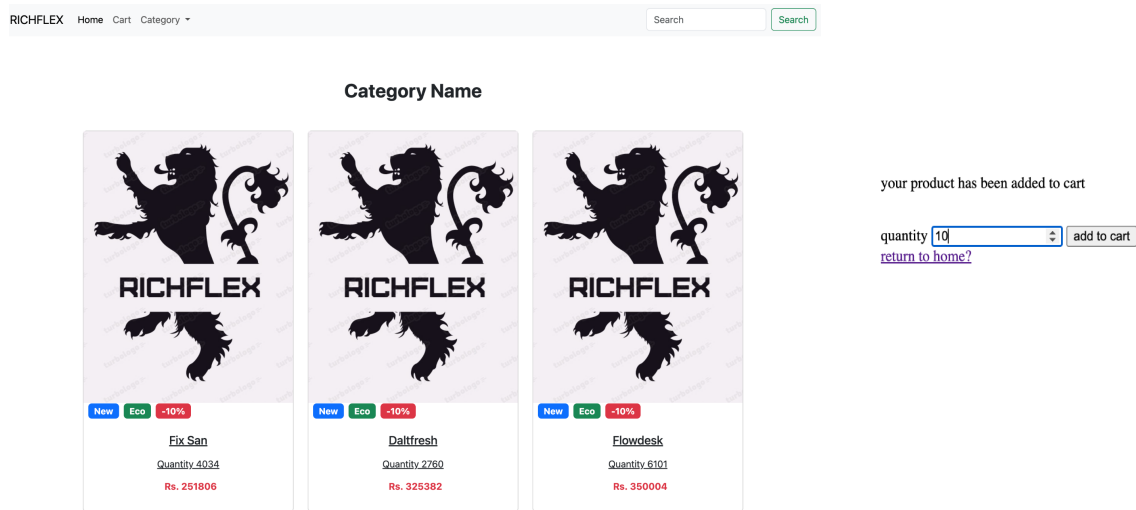 RICHFLEX Home Cart Category Search Search
Category Name
RICHFLEX RICHFLEX RICHFLEX
New Eco -10% New Eco -10% New Eco -10%
Fix San Daltfresh Flowdesk
Quantity 4034 Quantity 2760 Quantity 6101
Rs. 251806 Rs. 325382 Rs. 350004
your product has been added to cart
quantity 10 add to cart
return to home?